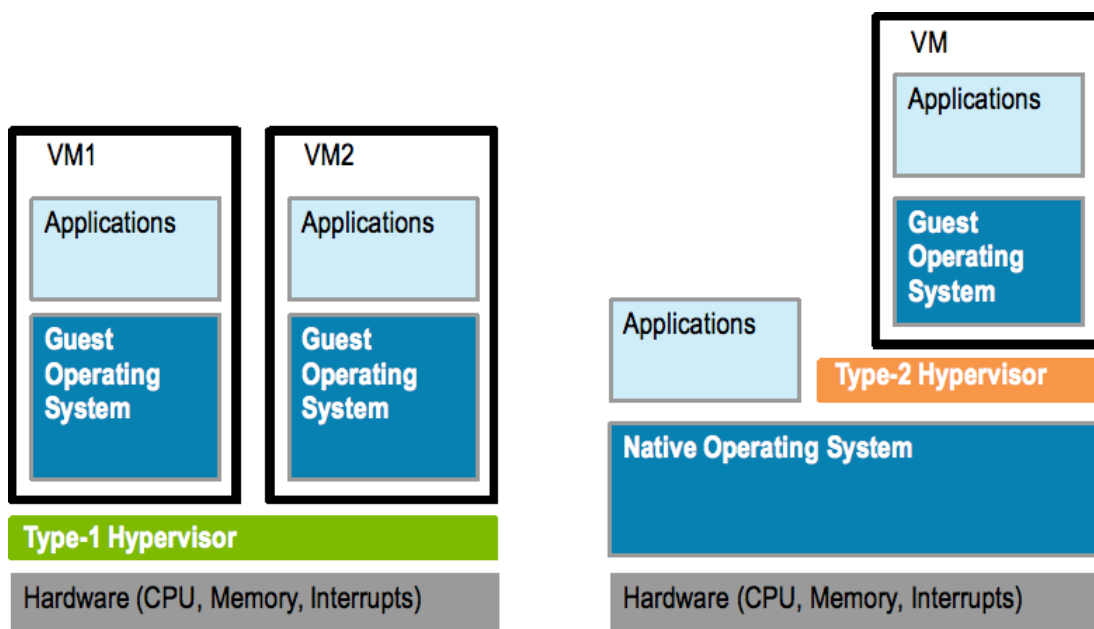 VM1
Applications
Guest
Operating
System
VM2
Applications
Guest
Operating
System
Type-1 Hypervisor
Hardware (CPU, Memory, Interrupts)
VM
Applications
Guest
Operating
System
Applications
Type-2 Hypervisor
Native Operating System
Hardware (CPU, Memory, Interrupts)